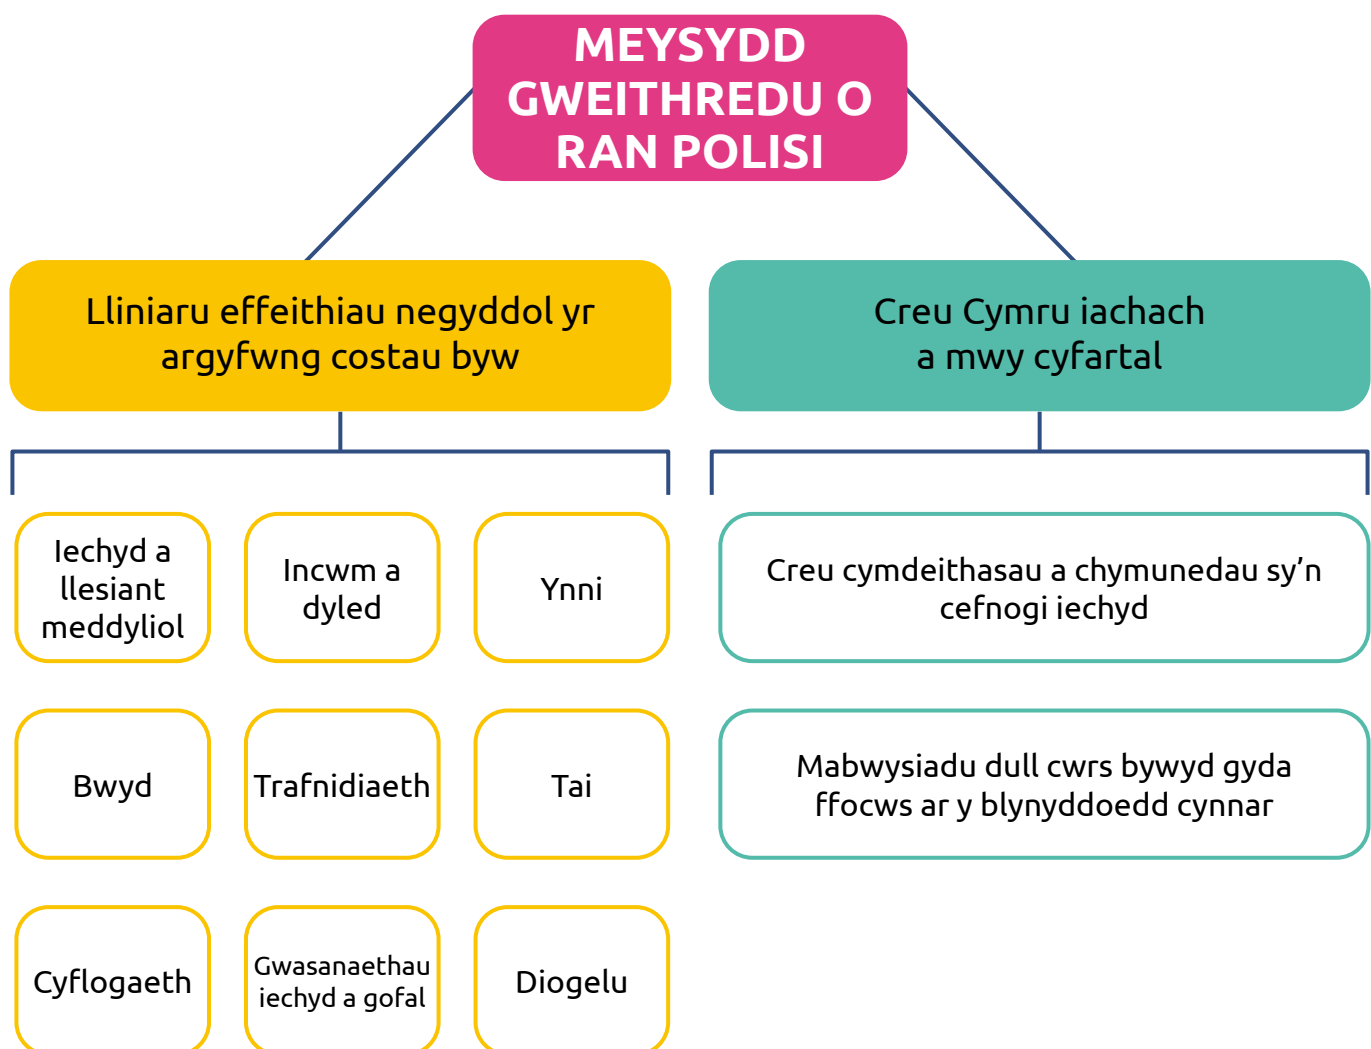 MEYSYDD
GWEITHREDU O
RAN POLISI
Lliniaru effeithiau negyddol yr
argyfwng costau byw
Creu Cymru iachach
a mwy cyfartal
Iechyd a
llesiant
meddyliol
Incwm a
dyled
Ynni
Bwyd
Trafnidiaeth
Tai
Cyflogaeth
Gwasanaethau
iechyd a gofal
Diogelu
Creu cymdeithasau a chymunedau sy’n
cefnogi iechyd
Mabwysiadu dull cwrs bywyd gyda
ffocws ar y blynyddoedd cynnar